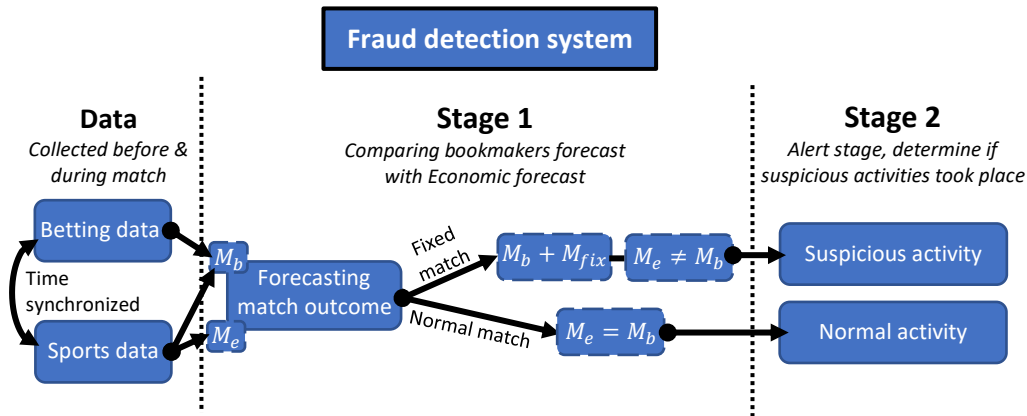 Fraud detection system
Data
Collected before &
during match
Betting data
Time
synchronized
Sports data
Stage 1
Comparing bookmakers forecast
with Economic forecast
M_b
M_e
Forecasting
match outcome
Fixed
match
Normal match
M_b + M_{fix}
M_e ≠ M_b
M_e = M_b
Stage 2
Alert stage, determine if
suspicious activities took place
Suspicious activity
Normal activity